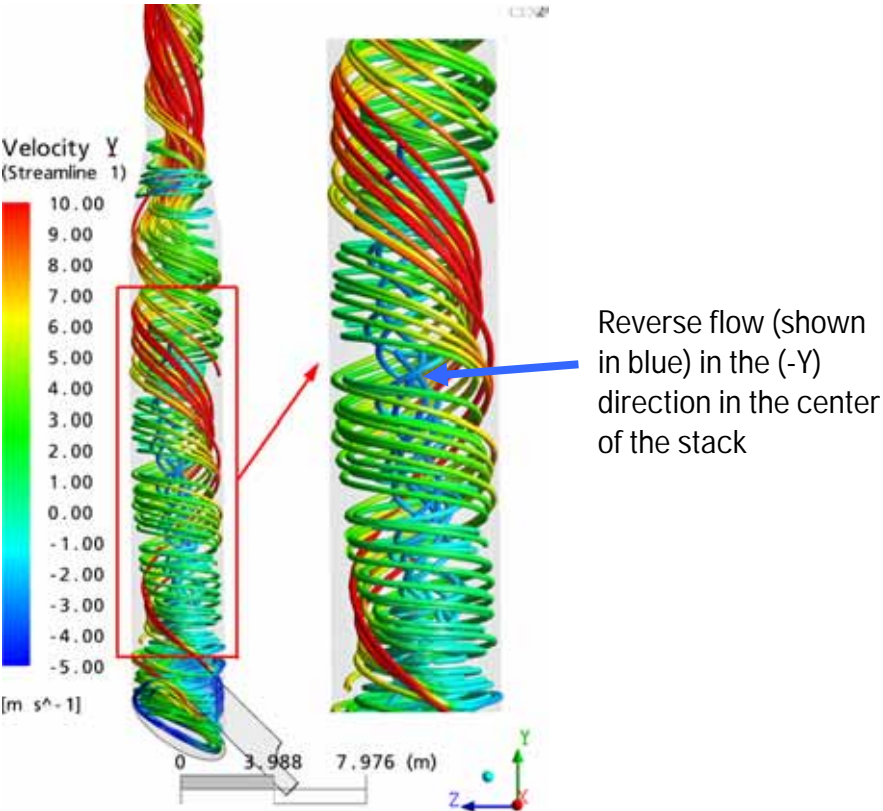 Velocity Y
(Streamline 1)
10.00
9.00
8.00
7.00
6.00
5.00
4.00
3.00
2.00
1.00
0.00
-1.00
-2.00
-3.00
-4.00
-5.00
[m s^-1]
Reverse flow (shown
in blue) in the (-Y)
direction in the center
of the stack
0 3.988 7.976 (m)
Y
Z X